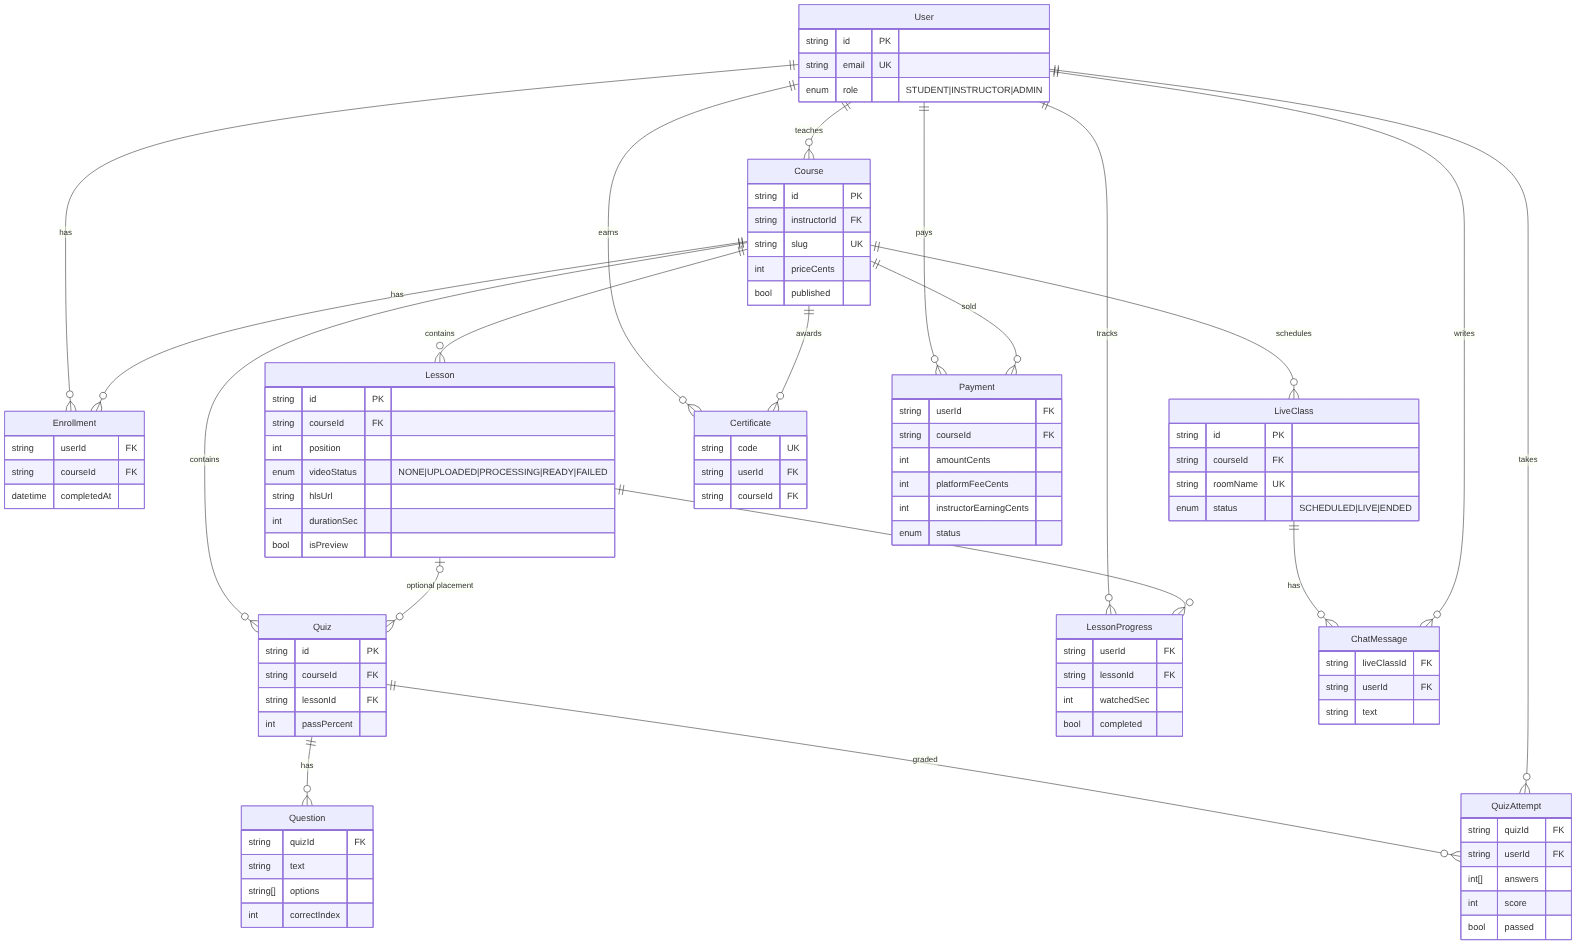 User
string id PK
string email UK
enum role STUDENT|INSTRUCTOR|ADMIN
teaches
Course
string id PK
string instructorId FK
string slug UK
int priceCents
bool published
has
earns
pays
tracks
writes
takes
has
contains
contains
awards
sold
schedules
Lesson
string id PK
string courseId FK
int position
enum videoStatus NONE|UPLOADED|PROCESSING|READY|FAILED
string hlsUrl
int durationSec
bool isPreview
Enrollment
string userId FK
string courseId FK
datetime completedAt
Certificate
string code UK
string userId FK
string courseId FK
Payment
string userId FK
string courseId FK
int amountCents
int platformFeeCents
int instructorEarningCents
enum status
LiveClass
string id PK
string courseId FK
string roomName UK
enum status SCHEDULED|LIVE|ENDED
optional placement
has
Quiz
string id PK
string courseId FK
string lessonId FK
int passPercent
LessonProgress
string userId FK
string lessonId FK
int watchedSec
bool completed
ChatMessage
string liveClassId FK
string userId FK
string text
has
graded
Question
string quizId FK
string text
string[] options
int correctIndex
QuizAttempt
string quizId FK
string userId FK
int[] answers
int score
bool passed